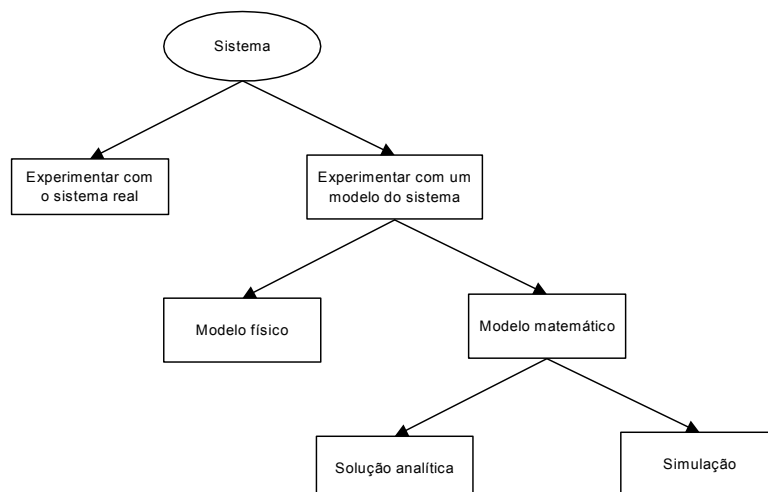 Sistema
Experimentar com
o sistema real
Experimentar com um
modelo do sistema
Modelo físico
Modelo matemático
Solução analítica
Simulação